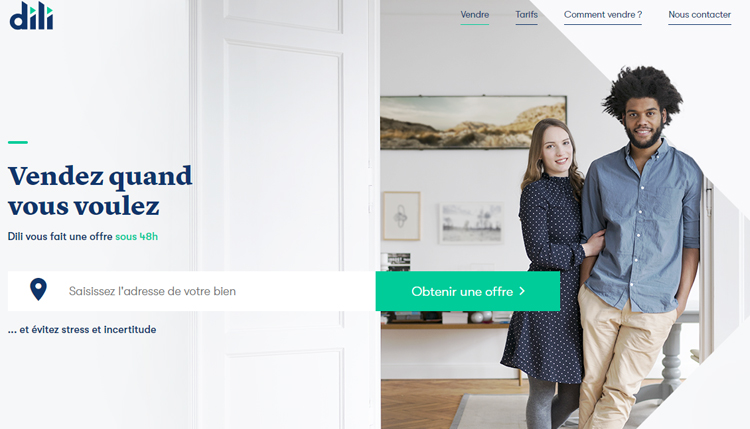 dili
Vendre
Tarifs
Comment vendre ?
Nous contacter
Vendez quand
vous voulez
Dili vous fait une offre sous 48h
Saisissez l'adresse de votre bien
Obtenir une offre
... et évitez stress et incertitude